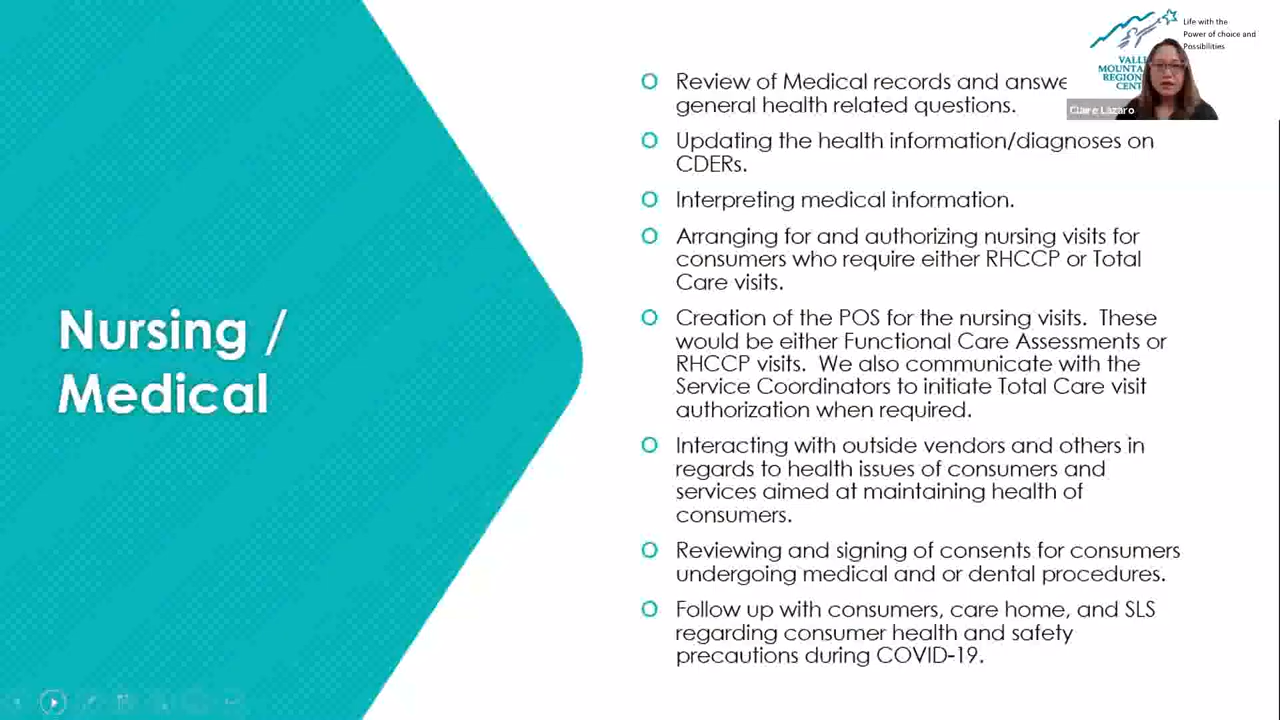 Nursing /
Medical
Review of Medical records and answe
general health related questions.
Updating the health information/diagnoses on
CDERs.
Interpreting medical information.
Arranging for and authorizing nursing visits for
consumers who require either RHCCP or Total
Care visits.
Creation of the POS for the nursing visits. These
would be either Functional Care Assessments or
RHCCP visits. We also communicate with the
Service Coordinators to initiate Total Care visit
authorization when required.
Interacting with outside vendors and others in
regards to health issues of consumers and
services aimed at maintaining health of
consumers.
Reviewing and signing of consents for consumers
undergoing medical and or dental procedures.
Follow up with consumers, care home, and SLS
regarding consumer health and safety
precautions during COVID-19.
Life with the
Power of choice and
Possibilities
VALL
MOUNTA
REGION
CENT
Claire Lazaro